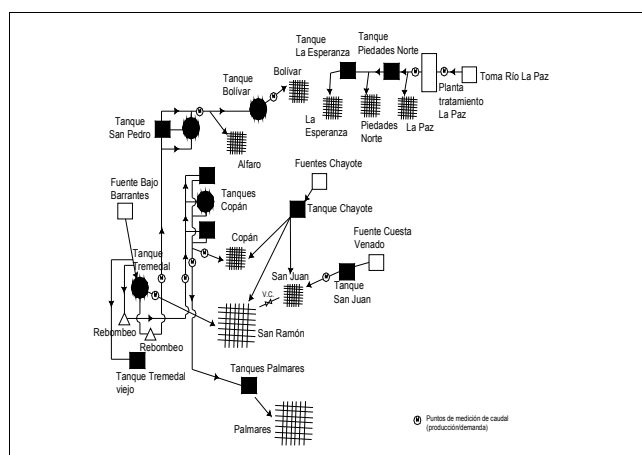 Tanque
La Esperanza
Tanque
Piedades Norte
Tanque
Bolívar
Bolívar
M
Toma Río La Paz
Planta
tratamiento
La Paz
Tanque
San Pedro
La
Esperanza
Piedades
Norte
La Paz
Alfaro
Fuentes Chayote
Fuente Bajo
Barrantes
Tanques
Copán
Tanque Chayote
Copán
Fuente Cuesta
Venado
Tanque
Tremedal
San Juan
Tanque
San Juan
V.C.
Rebombeo
Rebombeo
San Ramón
Tanque Tremedal
viejo
Tanques Palmares
Palmares
M Puntos de medición de caudal
(producción/demanda)